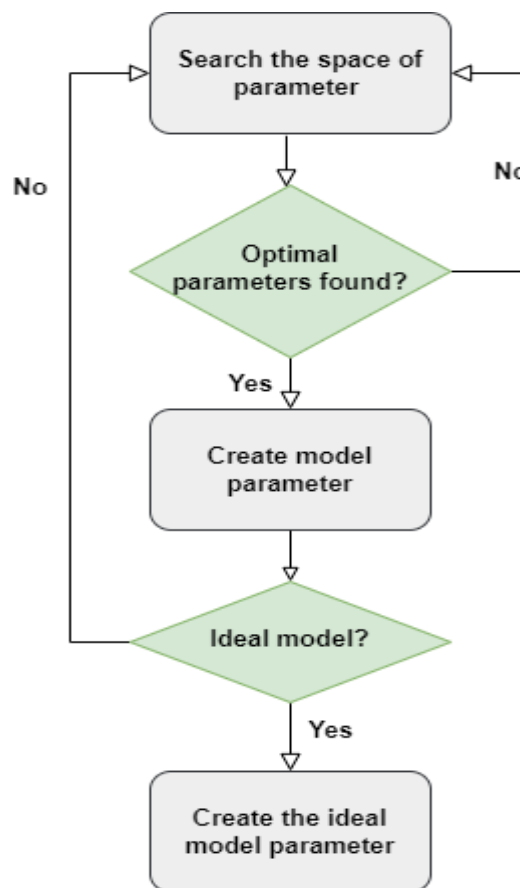 Search the space of
parameter
No
No
Optimal
parameters found?
Yes
Create model
parameter
Ideal model?
Yes
Create the ideal
model parameter